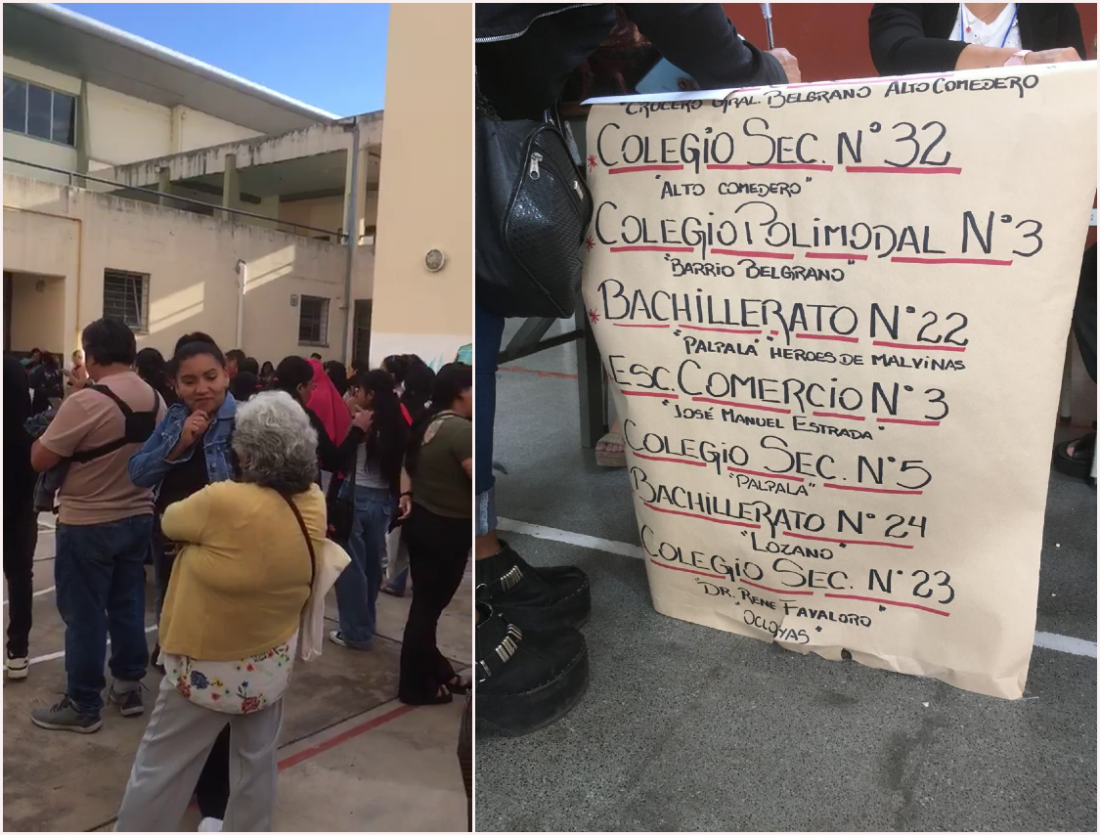 "CRUCERO GRAL. BELGRANO ALTO COMEDERO
* COLEGIO SEC. N° 32
"ALTO COMEDERO"
* COLEGIO POLIMODAL N°3
"BARRIO BELGRANO"
* BACHILLERATO N°22
"PALPALÁ" HEROES DE MALVINAS
ESC. COMERCIO N°3
"JOSÉ MANUEL ESTRADA"
COLEGIO SEC. N°5
"PALPALÁ"
BACHILLERATO N°24
"LOZANO"
COLEGIO SEC. N°23
"DR. RENE FAVALORO"
"OCLOYAS"